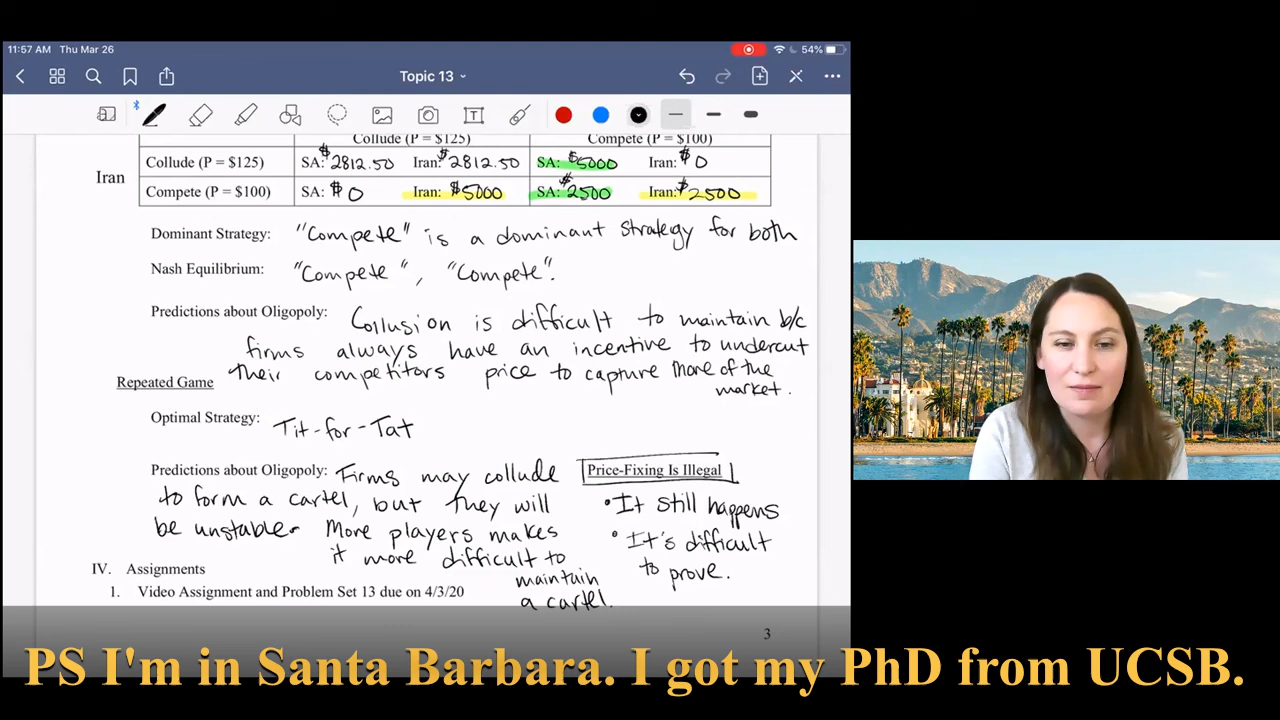 11:57 AM Thu Mar 26
54%
Topic 13
T
Collude (P = $125) Compete (P = $100)
Iran
Collude (P = $125) SA: $2812.50 Iran: $2812.50 SA: $5000 Iran: $0
Compete (P = $100) SA: $0 Iran: $5000 SA: $2500 Iran: $2500
Dominant Strategy: "Compete" is a dominant strategy for both
Nash Equilibrium: "Compete", "Compete".
Predictions about Oligopoly: Collusion is difficult to maintain b/c
firms always have an incentive to undercut
their competitors price to capture more of the
market.
Repeated Game
Optimal Strategy: Tit-for-Tat
Predictions about Oligopoly: Firms may collude
to form a cartel, but they will
be unstable. More players makes
it more difficult to
maintain
a cartel.
Price-Fixing Is Illegal
• It still happens
• It's difficult
to prove.
IV. Assignments
1. Video Assignment and Problem Set 13 due on 4/3/20
3
PS I'm in Santa Barbara. I got my PhD from UCSB.